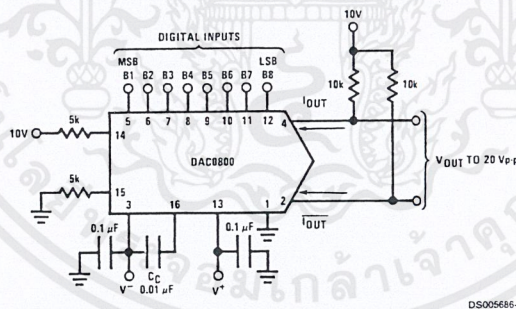 DIGITAL INPUTS
MSB LSB
B1 B2 B3 B4 B5 B6 B7 B8
5 6 7 8 9 10 11 12
10V
10k 10k
IOUT
4
10V 5k 14
DAC0800
VOUT TO 20 Vp-p
5k 15
3 16 13 1 2
IOUT
0.1 μF 0.1 μF
CC
0.01 μF
V⁻ V⁺
DS005686-